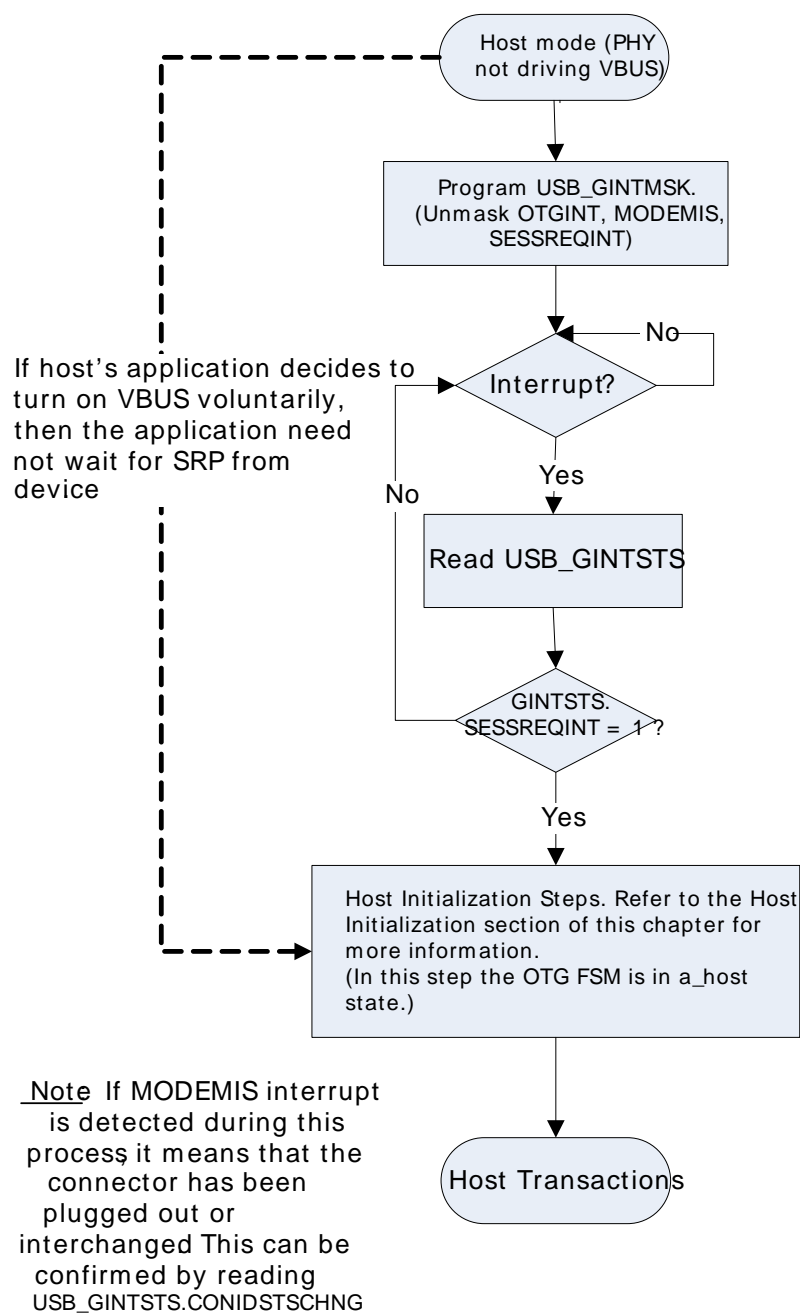 Host mode (PHY
not driving VBUS)
Program USB_GINTMSK.
(Unmask OTGINT, MODEMIS,
SESSREQINT)
No
If host's application decides to
turn on VBUS voluntarily,
then the application need
not wait for SRP from
device
Interrupt?
Yes
No
Read USB_GINTSTS
GINTSTS.
SESSREQINT = 1 ?
Yes
Host Initialization Steps. Refer to the Host
Initialization section of this chapter for
more information.
(In this step the OTG FSM is in a_host
state.)
Note If MODEMIS interrupt
is detected during this
process, it means that the
connector has been
plugged out or
interchanged This can be
confirmed by reading
USB_GINTSTS.CONIDSTSCHNG
Host Transactions